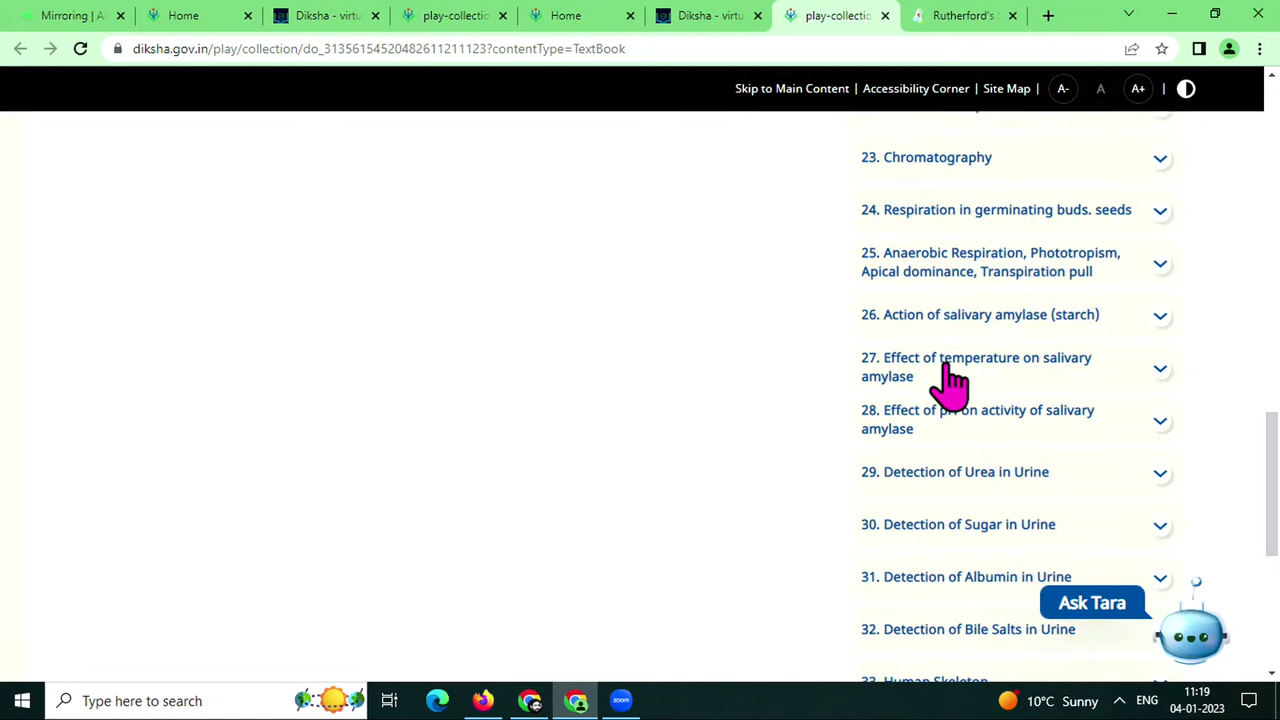 Mirroring | Ai
Home
Diksha - virtu
play-collectio
Home
Diksha - virtu
play-collectio
Rutherford's
diksha.gov.in/play/collection/do_31356154520482611211123?contentType=TextBook
Skip to Main Content | Accessibility Corner | Site Map | A- A A+ |
23. Chromatography
24. Respiration in germinating buds. seeds
25. Anaerobic Respiration, Phototropism,
Apical dominance, Transpiration pull
26. Action of salivary amylase (starch)
27. Effect of temperature on salivary
amylase
28. Effect of pH on activity of salivary
amylase
29. Detection of Urea in Urine
30. Detection of Sugar in Urine
31. Detection of Albumin in Urine
Ask Tara
32. Detection of Bile Salts in Urine
33. Human Skeleton
Type here to search
10°C Sunny
ENG
11:19
04-01-2023